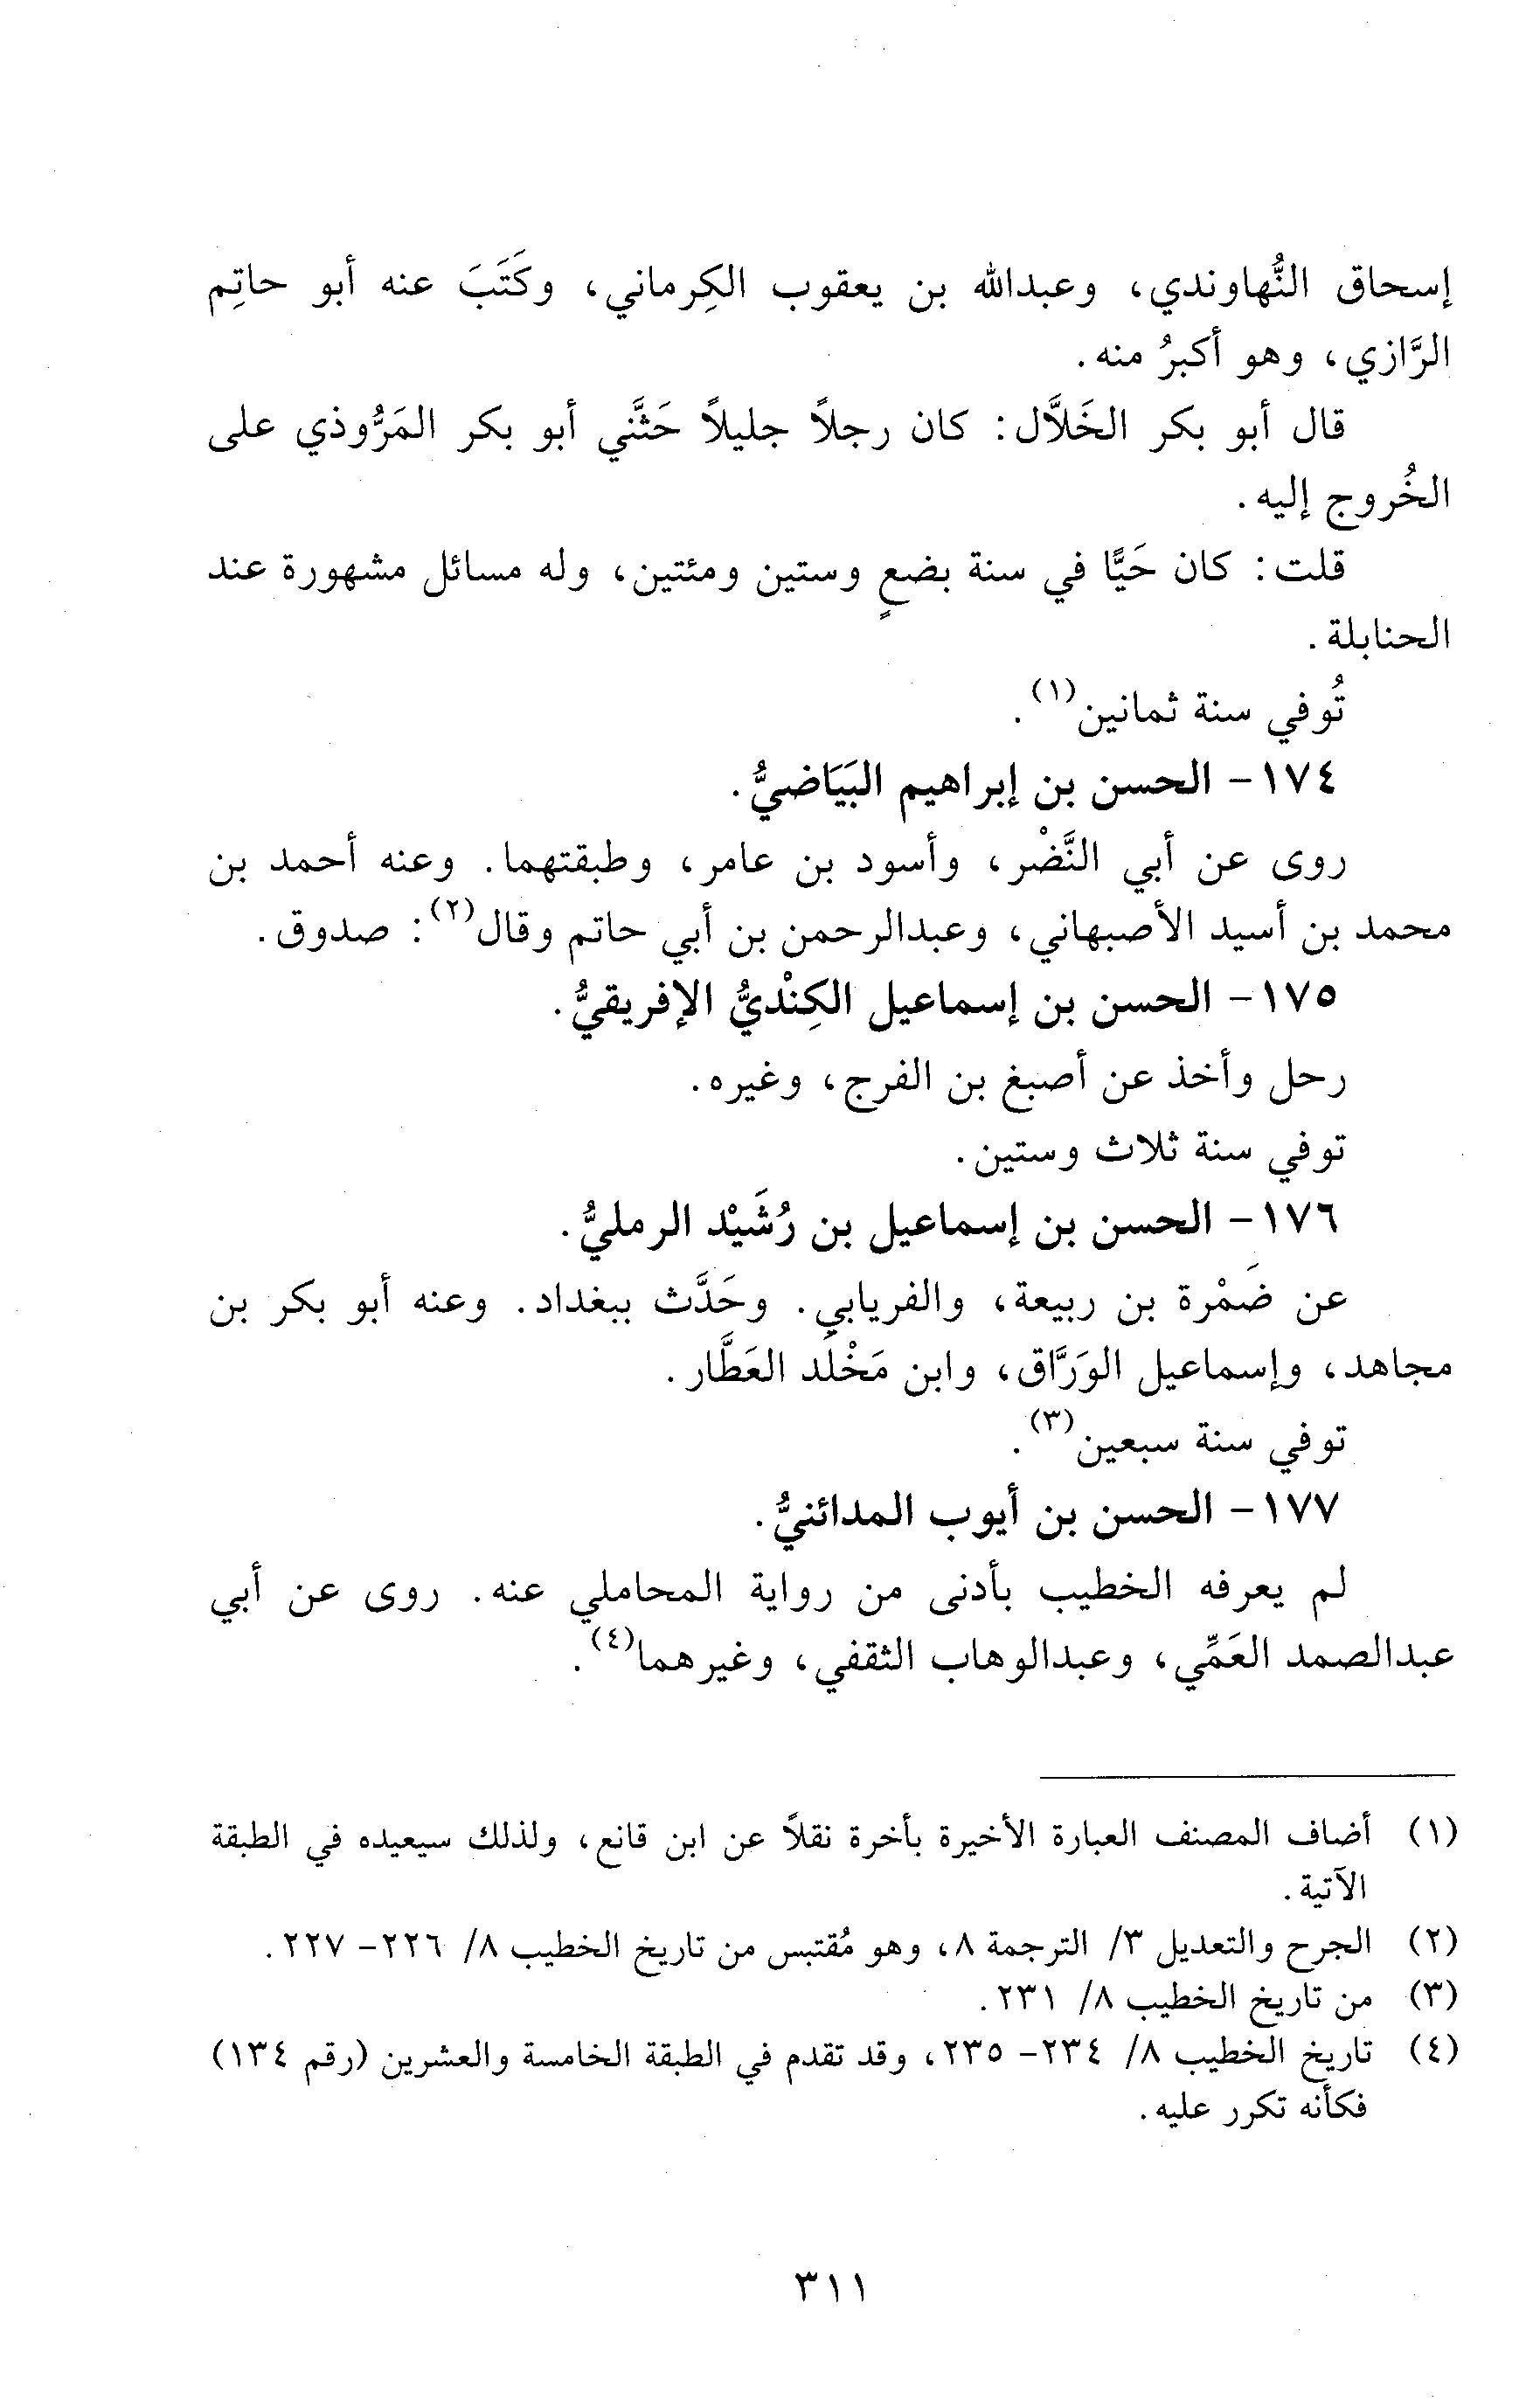 إسحاق النُّهاوندي، وعبدالله بن يعقوب الكِرماني، وكَتَبَ عنه أبو حاتِم
الرَّازي، وهو أكبرُ منه.
قال أبو بكر الخَلاَّل: كان رجلاً جليلاً حَثَّني أبو بكر المَرُّوذي على
الخُروج إليه.
قلت: كان حَيًّا في سنة بضعٍ وستين ومئتين، وله مسائل مشهورة عند
الحنابلة.
تُوفي سنة ثمانين(١).
١٧٤- الحسن بن إبراهيم البَيَاضيُّ.
روى عن أبي النَّضْر، وأسود بن عامر، وطبقتهما. وعنه أحمد بن
محمد بن أسيد الأصبهاني، وعبدالرحمن بن أبي حاتم وقال(٢): صدوق.
١٧٥- الحسن بن إسماعيل الكِنْديُّ الإفريقيُّ.
رحل وأخذ عن أصبغ بن الفرج، وغيره.
توفي سنة ثلاث وستين.
١٧٦- الحسن بن إسماعيل بن رُشَيْد الرمليُّ.
عن ضَمْرة بن ربيعة، والفريابي. وحَدَّث ببغداد. وعنه أبو بكر بن
مجاهد، وإسماعيل الوَرَّاق، وابن مَخْلَد العَطَّار.
توفي سنة سبعين(٣).
١٧٧- الحسن بن أيوب المدائنيُّ.
لم يعرفه الخطيب بأدنى من رواية المحاملي عنه. روى عن أبي
عبدالصمد العَمِّي، وعبدالوهاب الثقفي، وغيرهما(٤).
(١) أضاف المصنف العبارة الأخيرة بأخرة نقلاً عن ابن قانع، ولذلك سيعيده في الطبقة
الآتية.
(٢) الجرح والتعديل ٣/ الترجمة ٨، وهو مُقتبس من تاريخ الخطيب ٨/ ٢٢٦- ٢٢٧.
(٣) من تاريخ الخطيب ٨/ ٢٣١.
(٤) تاريخ الخطيب ٨/ ٢٣٤- ٢٣٥، وقد تقدم في الطبقة الخامسة والعشرين (رقم ١٣٤)
فكأنه تكرر عليه.
٣١١